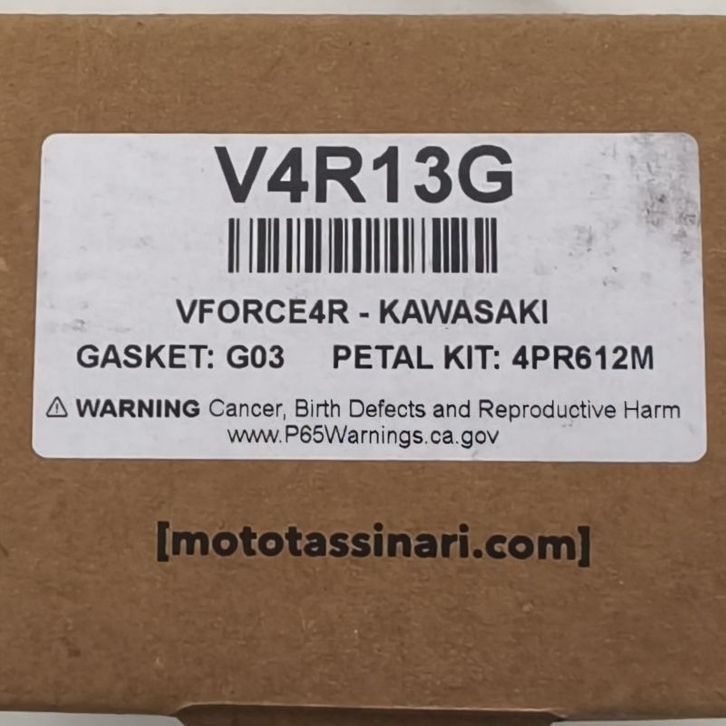 V4R13G
VFORCE4R - KAWASAKI
GASKET: G03 PETAL KIT: 4PR612M
⚠ WARNING Cancer, Birth Defects and Reproductive Harm
www.P65Warnings.ca.gov
[mototassinari.com]